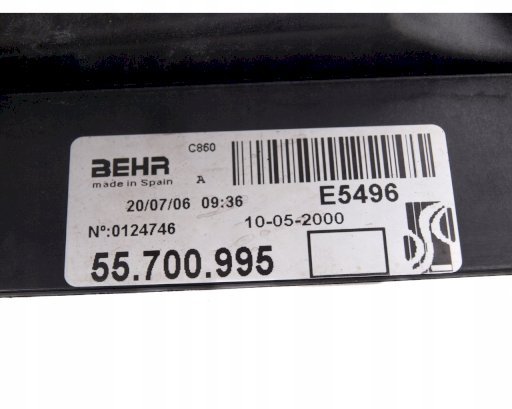 C860
BEHR
made in Spain A
E5496
20/07/06 09:36
10-05-2000
Nº:0124746
55.700.995